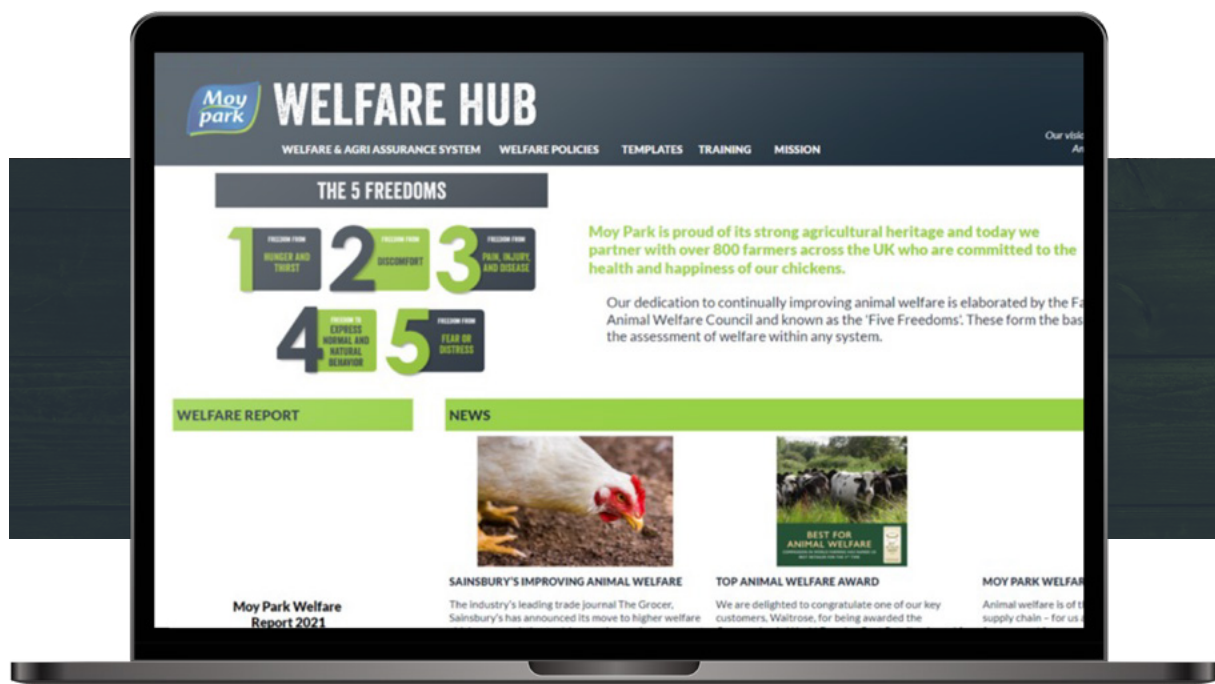 Moy
park
WELFARE HUB
Our visio
An
WELFARE & AGRI ASSURANCE SYSTEM WELFARE POLICIES TEMPLATES TRAINING MISSION
THE 5 FREEDOMS
1 FREEDOM FROM
HUNGER AND
THIRST
2 FREEDOM FROM
DISCOMFORT
3 FREEDOM FROM
PAIN, INJURY,
AND DISEASE
4 FREEDOM TO
EXPRESS
NORMAL AND
NATURAL
BEHAVIOR
5 FREEDOM FROM
FEAR OR
DISTRESS
Moy Park is proud of its strong agricultural heritage and today we
partner with over 800 farmers across the UK who are committed to the
health and happiness of our chickens.
Our dedication to continually improving animal welfare is elaborated by the Fa
Animal Welfare Council and known as the 'Five Freedoms'. These form the bas
the assessment of welfare within any system.
WELFARE REPORT
Moy Park Welfare
Report 2021
NEWS
BEST FOR
ANIMAL WELFARE
SAINSBURY'S IMPROVING ANIMAL WELFARE
The industry's leading trade journal The Grocer,
Sainsbury's has announced its move to higher welfare
TOP ANIMAL WELFARE AWARD
We are delighted to congratulate one of our key
customers, Waitrose, for being awarded the
MOY PARK WELFAR
Animal welfare is of t
supply chain – for us a